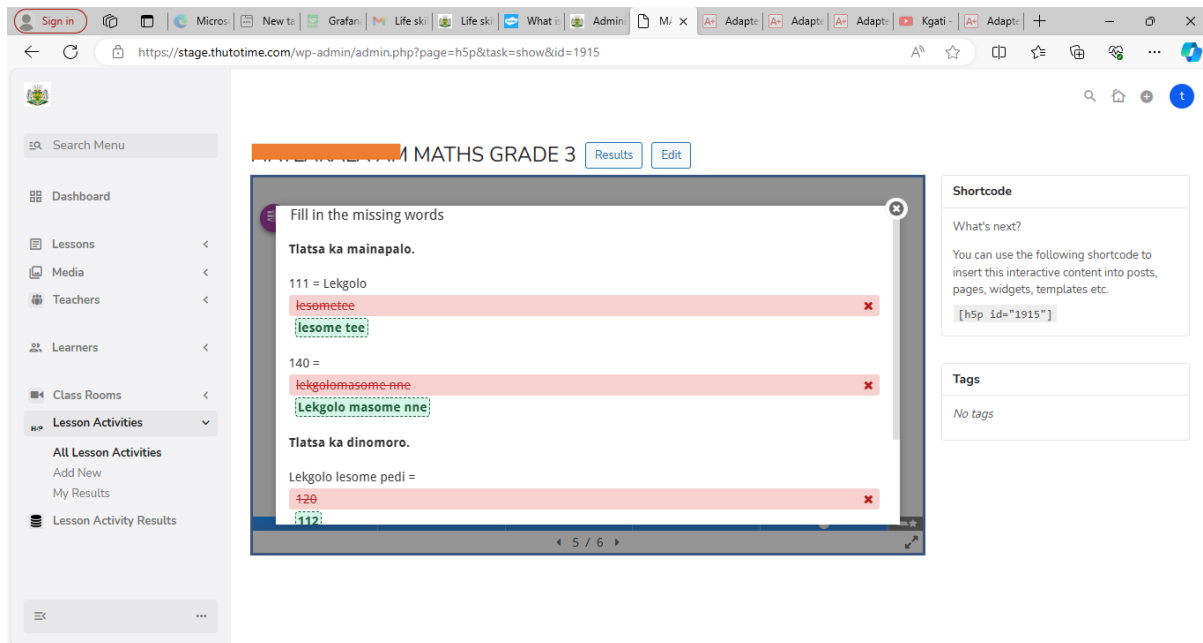 Sign in
Micros
New ta
Grafan
Life ski
Life skil
What is
Admin
M/
Adapte
Adapte
Adapte
Kgati -
Adapte
https://stage.thutotime.com/wp-admin/admin.php?page=h5p&task=show&id=1915
t
Search Menu
Dashboard
Lessons
Media
Teachers
Learners
Class Rooms
H-P Lesson Activities
All Lesson Activities
Add New
My Results
Lesson Activity Results
MATHS GRADE 3 Results Edit
Fill in the missing words
Tlatsa ka mainapalo.
111 = Lekgolo
lesometee
lesome tee
140 =
lekgolomasome nne
Lekgolo masome nne
Tlatsa ka dinomoro.
Lekgolo lesome pedi =
120
112
5 / 6
Shortcode
What's next?
You can use the following shortcode to
insert this interactive content into posts,
pages, widgets, templates etc.
[h5p id="1915"]
Tags
No tags